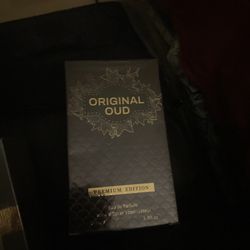 ORIGINAL
OUD
PREMIUM EDITION
Eau de Parfum